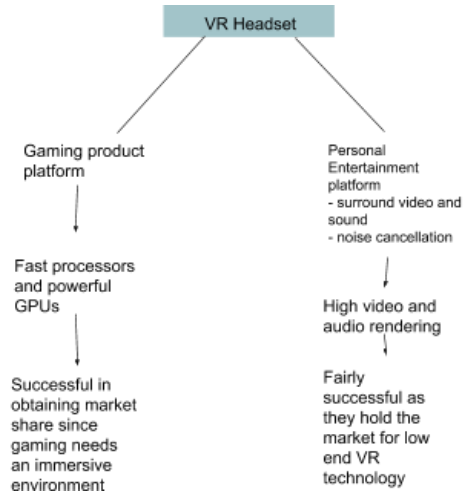 VR Headset
Gaming product
platform
Fast processors
and powerful
GPUs
Successful in
obtaining market
share since
gaming needs
an immersive
environment
Personal
Entertainment
platform
- surround video and
sound
- noise cancellation
High video and
audio rendering
Fairly
successful as
they hold the
market for low
end VR
technology